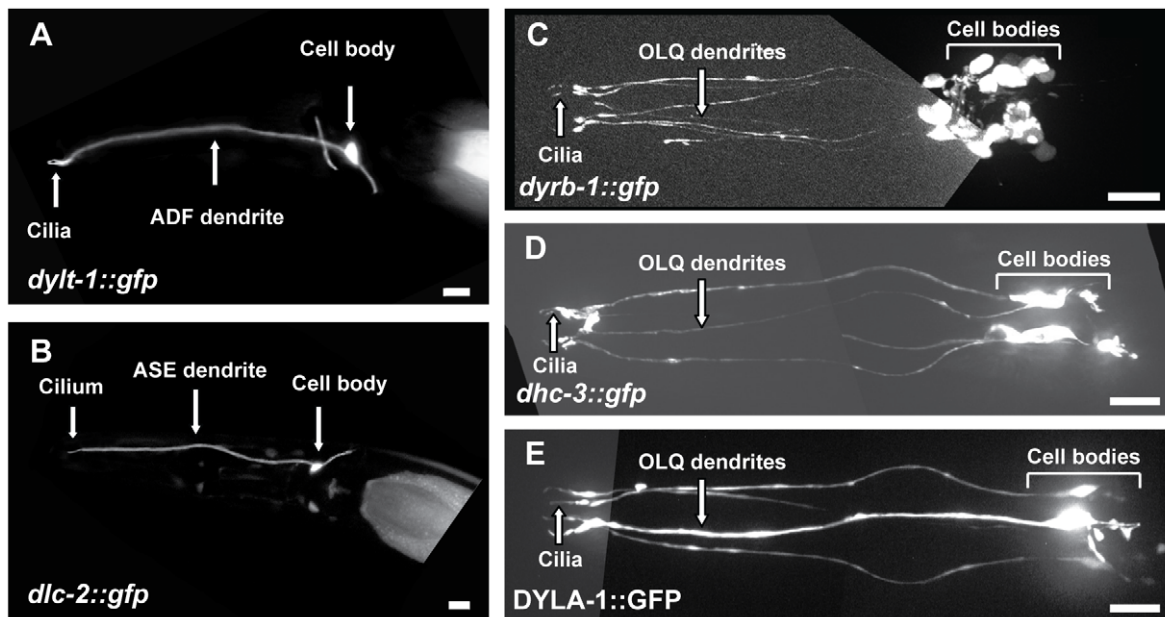 A
Cell body
Cilia
ADF dendrite
dylt-1::gfp
B
Cilium
ASE dendrite
Cell body
dlc-2::gfp
C
OLQ dendrites
Cell bodies
Cilia
dyrb-1::gfp
D
OLQ dendrites
Cell bodies
Cilia
dhc-3::gfp
E
OLQ dendrites
Cell bodies
Cilia
DYLA-1::GFP